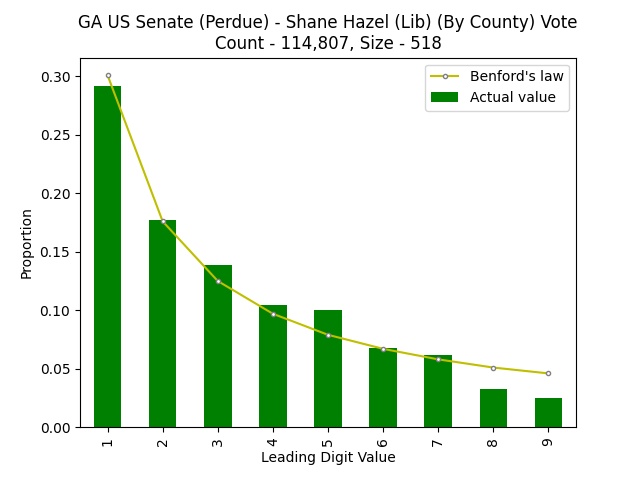 GA US Senate (Perdue) - Shane Hazel (Lib) (By County) Vote
Count - 114,807, Size - 518
Benford's law
Actual value
Proportion
0.30
0.25
0.20
0.15
0.10
0.05
0.00
1 2 3 4 5 6 7 8 9
Leading Digit Value